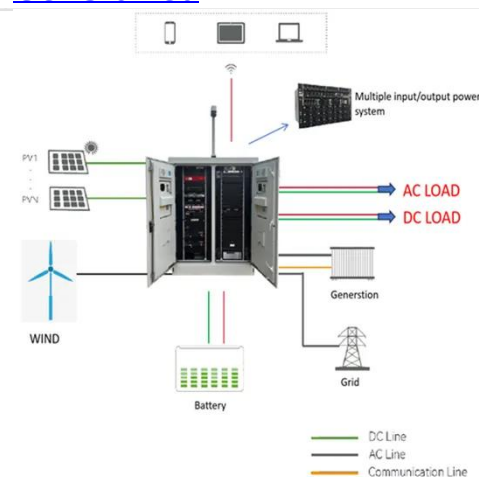 Multiple input/output power
system
PV1
PVN
AC LOAD
DC LOAD
Generstion
WIND
Grid
Battery
DC Line
AC Line
Communication Line